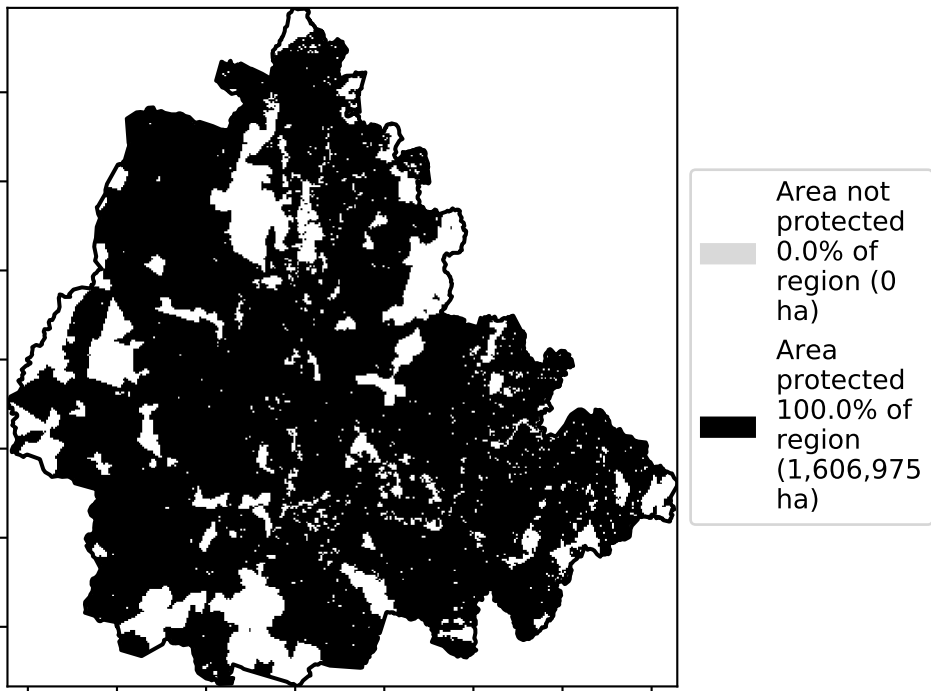 Area not
protected
0.0% of
region (0
ha)
Area
protected
100.0% of
region
(1,606,975
ha)